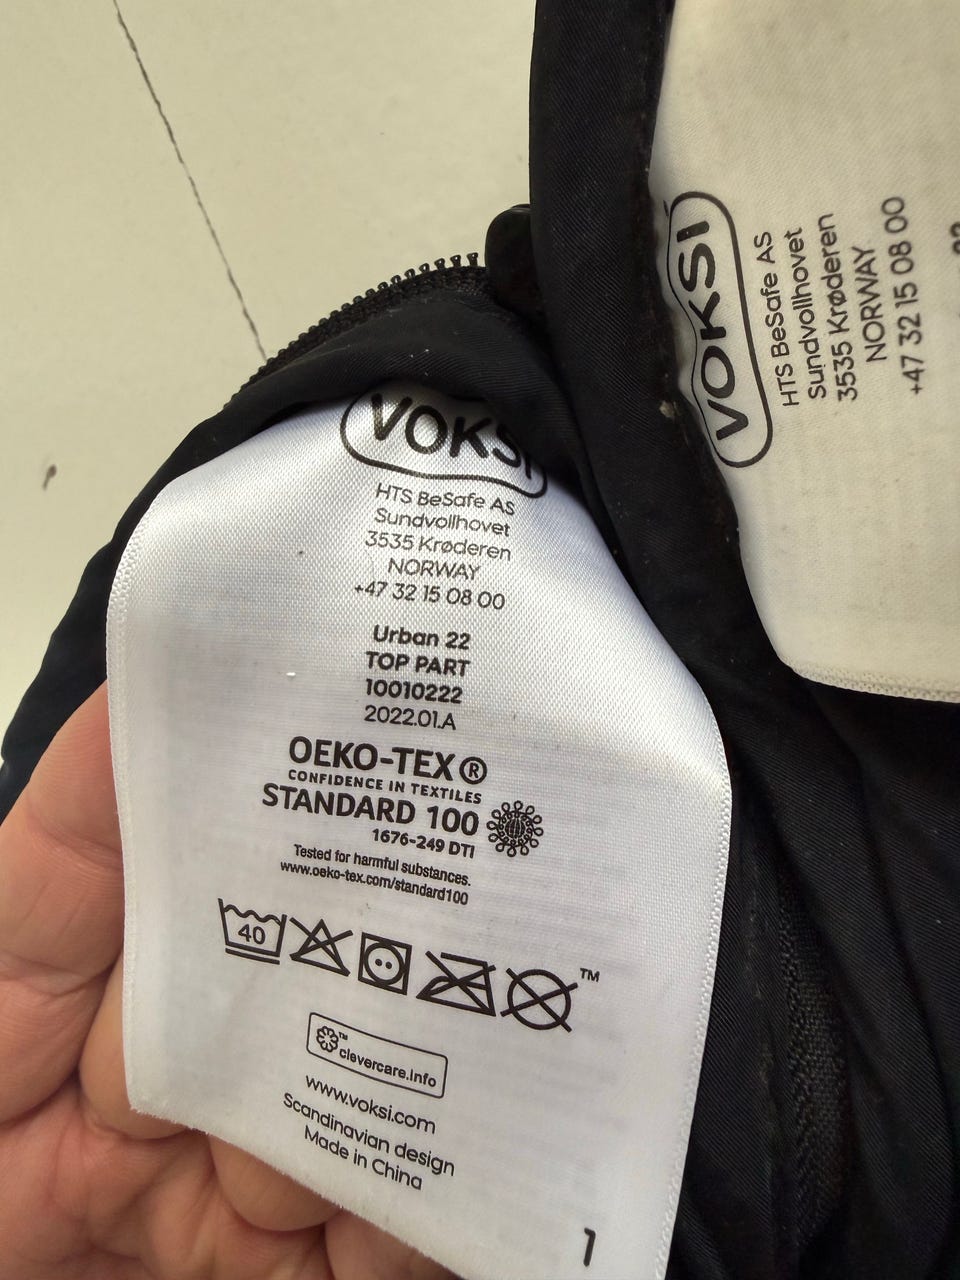 VOKSI
HTS BeSafe AS
Sundvollhovet
3535 Krøderen
NORWAY
+47 32 15 08 00
Urban 22
TOP PART
10010222
2022.01.A
OEKO-TEX®
CONFIDENCE IN TEXTILES
STANDARD 100
1676-249 DTI
Tested for harmful substances.
www.oeko-tex.com/standard100
40
™
™
clevercare.info
www.voksi.com
Scandinavian design
Made in China
1
VOKSI
HTS BeSafe AS
Sundvollhovet
3535 Krøderen
NORWAY
+47 32 15 08 00